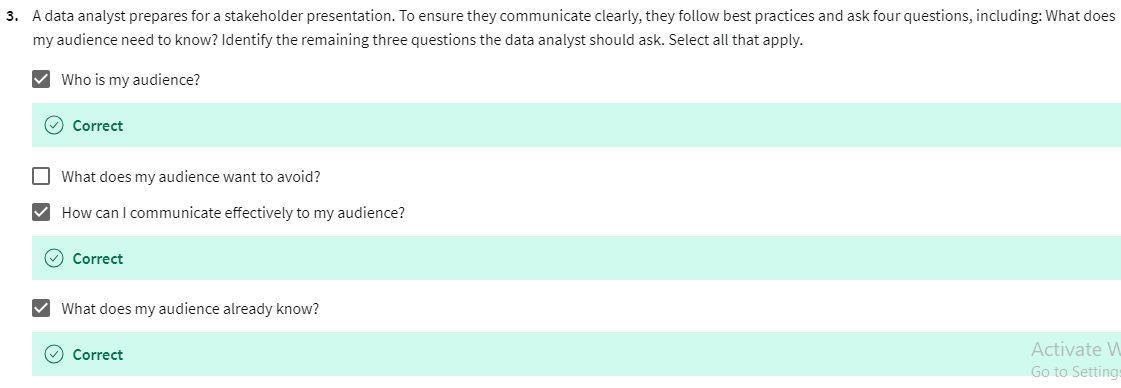 3. A data analyst prepares for a stakeholder presentation. To ensure they communicate clearly, they follow best practices and ask four questions, including: What does
my audience need to know? Identify the remaining three questions the data analyst should ask. Select all that apply.
Who is my audience?
Correct
What does my audience want to avoid?
How can I communicate effectively to my audience?
Correct
What does my audience already know?
Correct
Activate W
Go to Settings